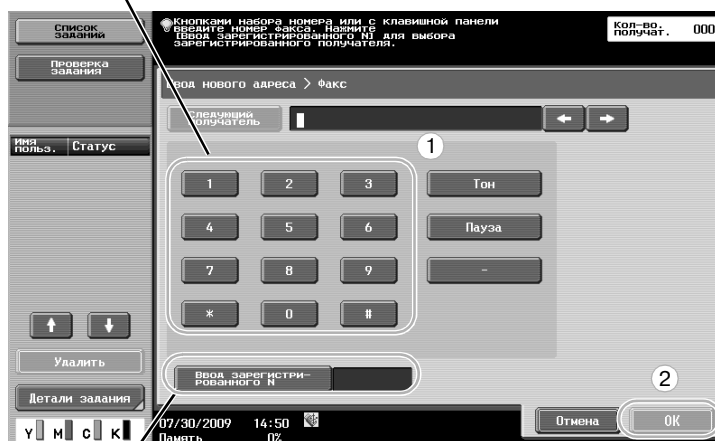 Список
заданий
Кнопками набора номера или с клавишной панели
введите номер факса. Нажмите
[Ввод зарегистрированного N] для выбора
зарегистрированного получателя.
Кол-во.
получат.
000
Проверка
задания
Ввод нового адреса > Факс
Следующий
получатель
← →
Имя
польз.
Статус
1
1 2 3
Тон
4 5 6
Пауза
7 8 9
-
* 0 #
↑ ↓
Удалить
Ввод зарегистри-
рованного N
2
Детали задания
Отмена
OK
07/30/2009 14:50
Y M C K
Память 0%